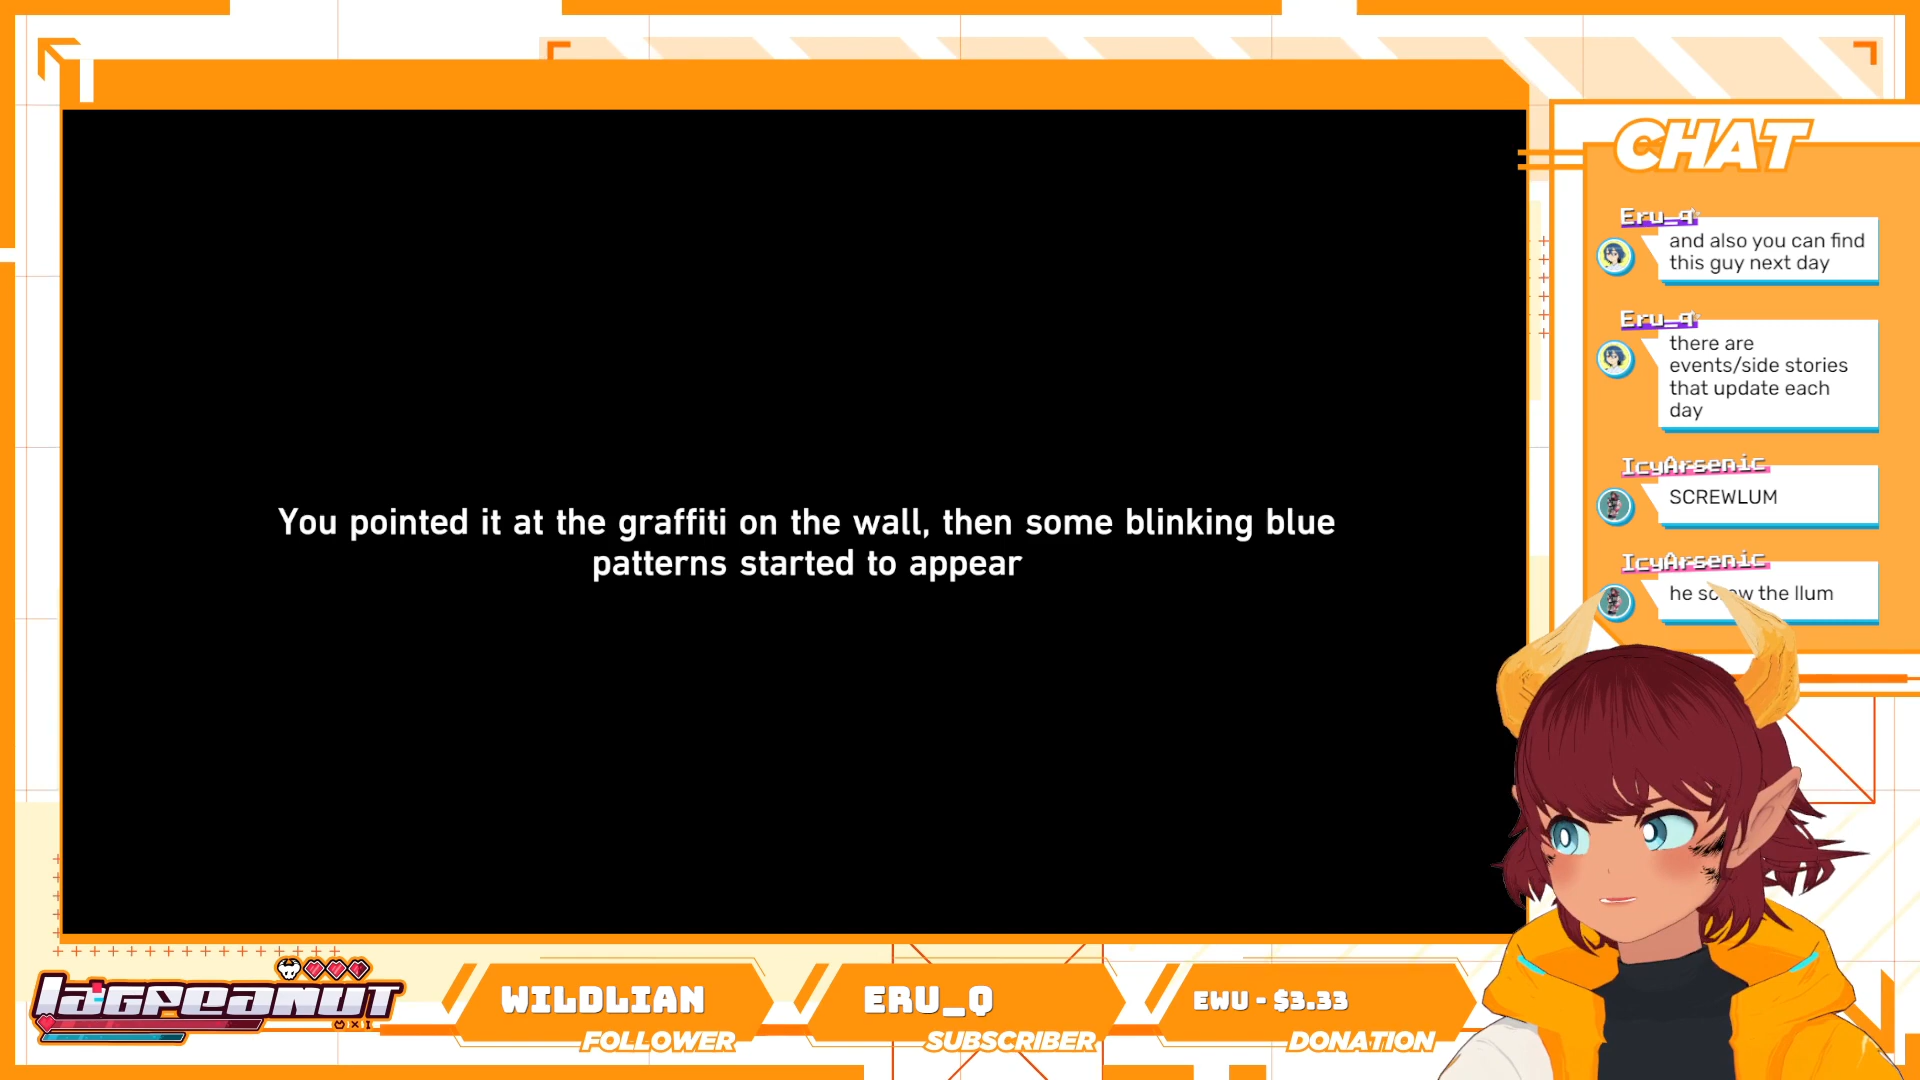 CHAT
Eru_q
and also you can find
this guy next day
Eru_q
there are
events/side stories
that update each
day
IcyArsenic
SCREWLUM
IcyArsenic
he screw the llum
You pointed it at the graffiti on the wall, then some blinking blue
patterns started to appear
laGPeaNUT
WILDLIAN
FOLLOWER
ERU_Q
SUBSCRIBER
EWU - $3.33
DONATION